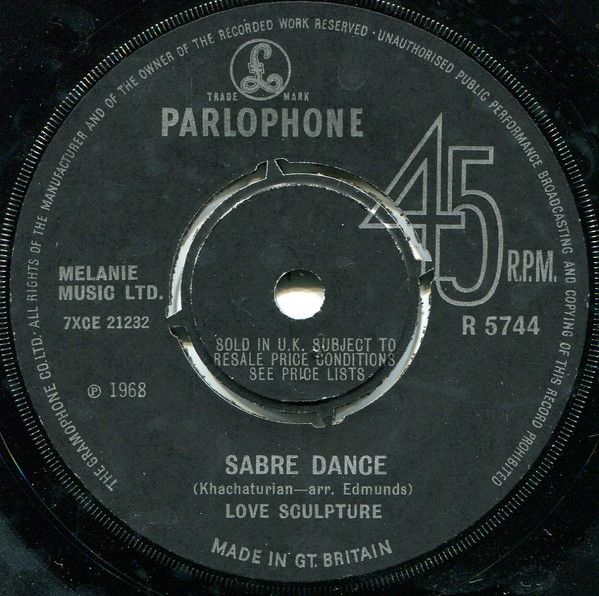 THE GRAMOPHONE CO. LTD. ALL RIGHTS OF THE MANUFACTURER AND OF THE OWNER OF THE RECORDED WORK RESERVED · UNAUTHORISED PUBLIC PERFORMANCE BROADCASTING AND COPYING OF THIS RECORD PROHIBITED
£
TRADE MARK
PARLOPHONE
45
R.P.M.
MELANIE
MUSIC LTD.
7XCE 21232
R 5744
SOLD IN U.K. SUBJECT TO
RESALE PRICE CONDITIONS
SEE PRICE LISTS
℗ 1968
SABRE DANCE
(Khachaturian—arr. Edmunds)
LOVE SCULPTURE
MADE IN GT. BRITAIN